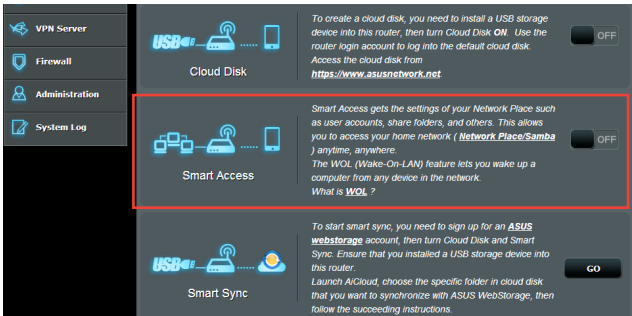 VPN Server
Firewall
Administration
System Log
USB
Cloud Disk
To create a cloud disk, you need to install a USB storage
device into this router, then turn Cloud Disk ON. Use the
router login account to log into the default cloud disk.
Access the cloud disk from
https://www.asusnetwork.net.
OFF
Smart Access
Smart Access gets the settings of your Network Place such
as user accounts, share folders, and others. This allows
you to access your home network ( Network Place/Samba
) anytime, anywhere.
The WOL (Wake-On-LAN) feature lets you wake up a
computer from any device in the network.
What is WOL ?
OFF
USB
Smart Sync
To start smart sync, you need to sign up for an ASUS
webstorage account, then turn Cloud Disk and Smart
Sync. Ensure that you installed a USB storage device into
this router.
Launch AiCloud, choose the specific folder in cloud disk
that you want to synchronize with ASUS WebStorage, then
follow the succeeding instructions.
GO